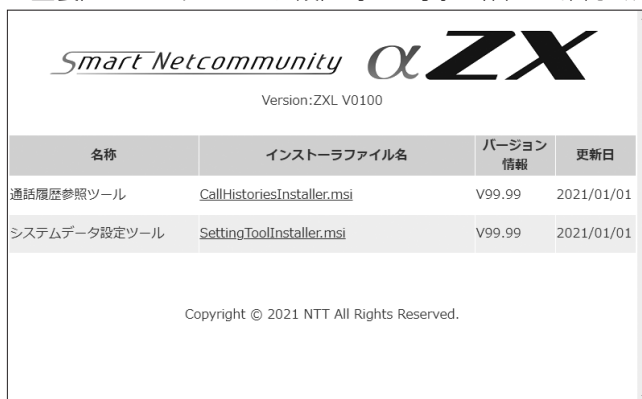 Smart Netcommunity αZX
Version:ZXL V0100
名称 インストーラファイル名 バージョン情報 更新日
通話履歴参照ツール CallHistoriesInstaller.msi V99.99 2021/01/01
システムデータ設定ツール SettingToolInstaller.msi V99.99 2021/01/01
Copyright © 2021 NTT All Rights Reserved.